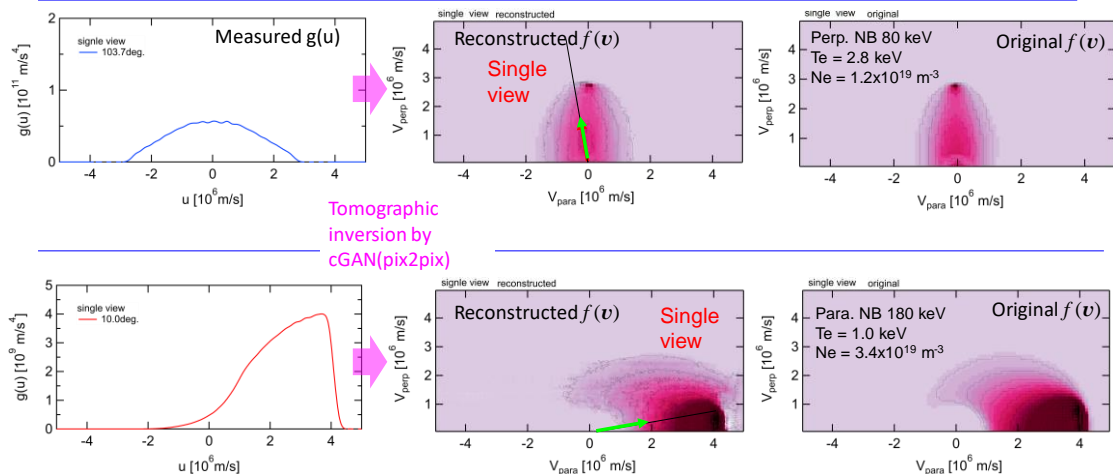 signle view
103.7deg.
Measured g(u)
g(u) [10^11 m/s^4]
2
1
0
-4 -2 0 2 4
u [10^6 m/s]
single view reconstructed
Reconstructed f(v)
Single
view
V_perp [10^6 m/s]
4
3
2
1
-4 -2 0 2 4
V_para [10^6 m/s]
single view original
Perp. NB 80 keV
Te = 2.8 keV
Ne = 1.2x10^19 m^-3
Original f(v)
V_perp [10^6 m/s]
4
3
2
1
-4 -2 0 2 4
V_para [10^6 m/s]
Tomographic
inversion by
cGAN(pix2pix)
single view
10.0deg.
g(u) [10^9 m/s^4]
5
4
3
2
1
0
-4 -2 0 2 4
u [10^6 m/s]
signle view reconstructed
Reconstructed f(v)
Single
view
V_perp [10^6 m/s]
4
3
2
1
-4 -2 0 2 4
V_para [10^6 m/s]
single view original
Para. NB 180 keV
Te = 1.0 keV
Ne = 3.4x10^19 m^-3
Original f(v)
V_perp [10^6 m/s]
4
3
2
1
-4 -2 0 2 4
V_para [10^6 m/s]